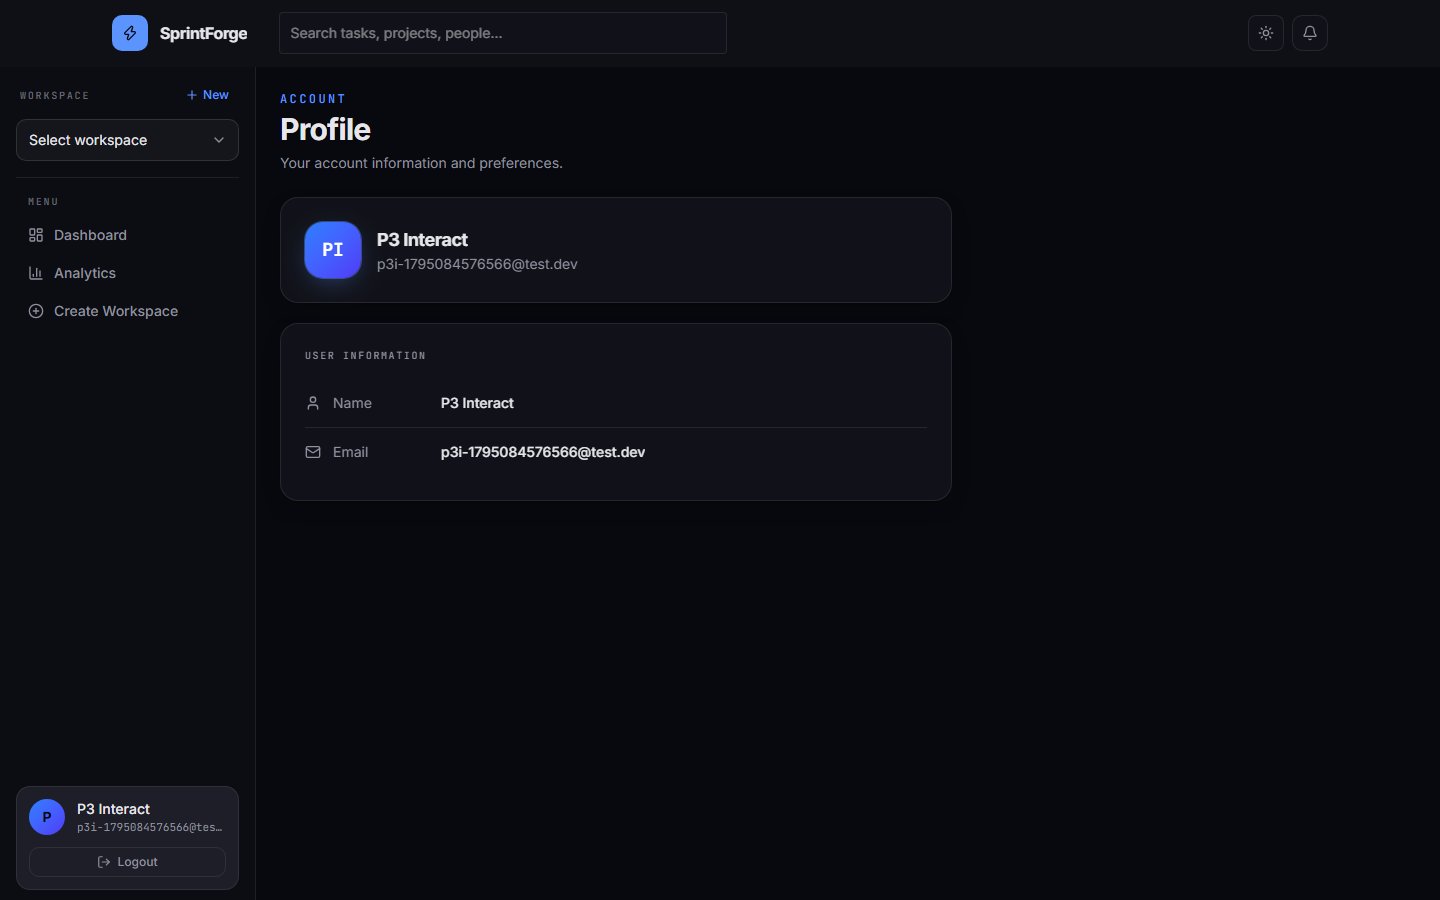 SprintForge
Search tasks, projects, people...
WORKSPACE
New
Select workspace
MENU
Dashboard
Analytics
Create Workspace
ACCOUNT
Profile
Your account information and preferences.
PI
P3 Interact
p3i-1795084576566@test.dev
USER INFORMATION
Name
P3 Interact
Email
p3i-1795084576566@test.dev
P
P3 Interact
p3i-1795084576566@tes…
Logout